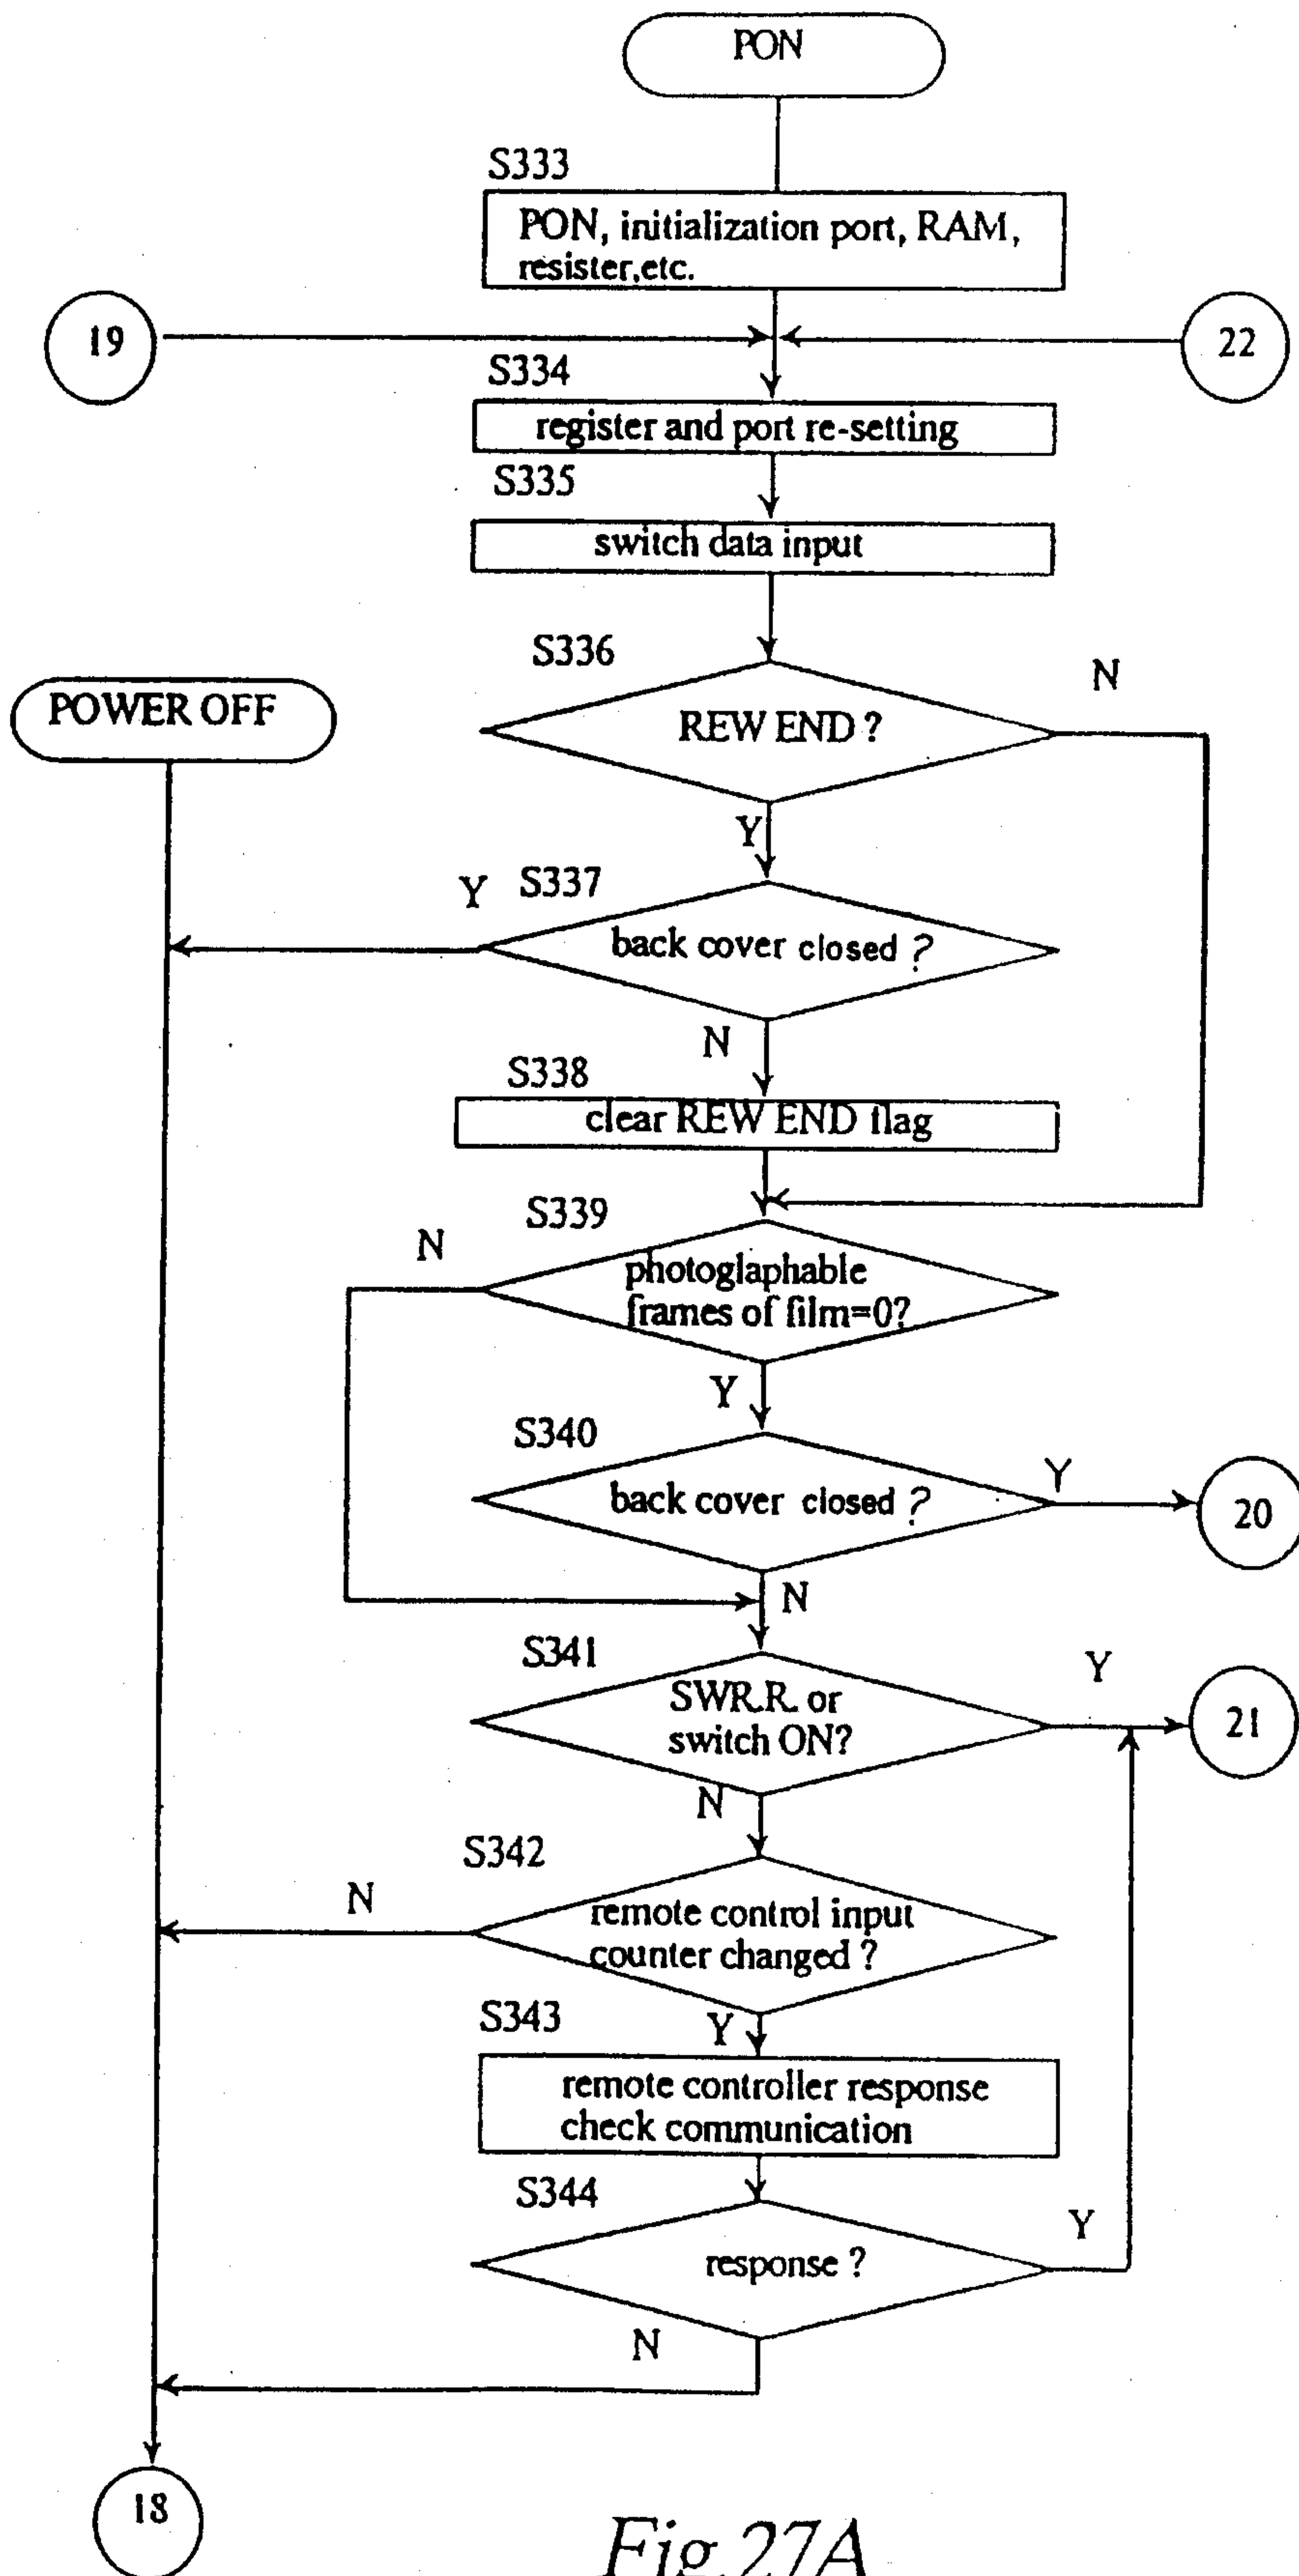 PON
S333
PON, initialization port, RAM,
resister,etc.
19
22
S334
register and port re-setting
S335
switch data input
S336
N
REW END ?
POWER OFF
Y
S337
Y
back cover closed ?
N
S338
clear REW END flag
S339
N
photoglaphable
frames of film=0?
Y
S340
back cover closed ?
Y
20
N
S341
SWR.R. or
switch ON?
Y
21
N
S342
remote control input
counter changed ?
N
S343
Y
remote controller response
check communication
S344
response ?
Y
N
18
Fig. 27A